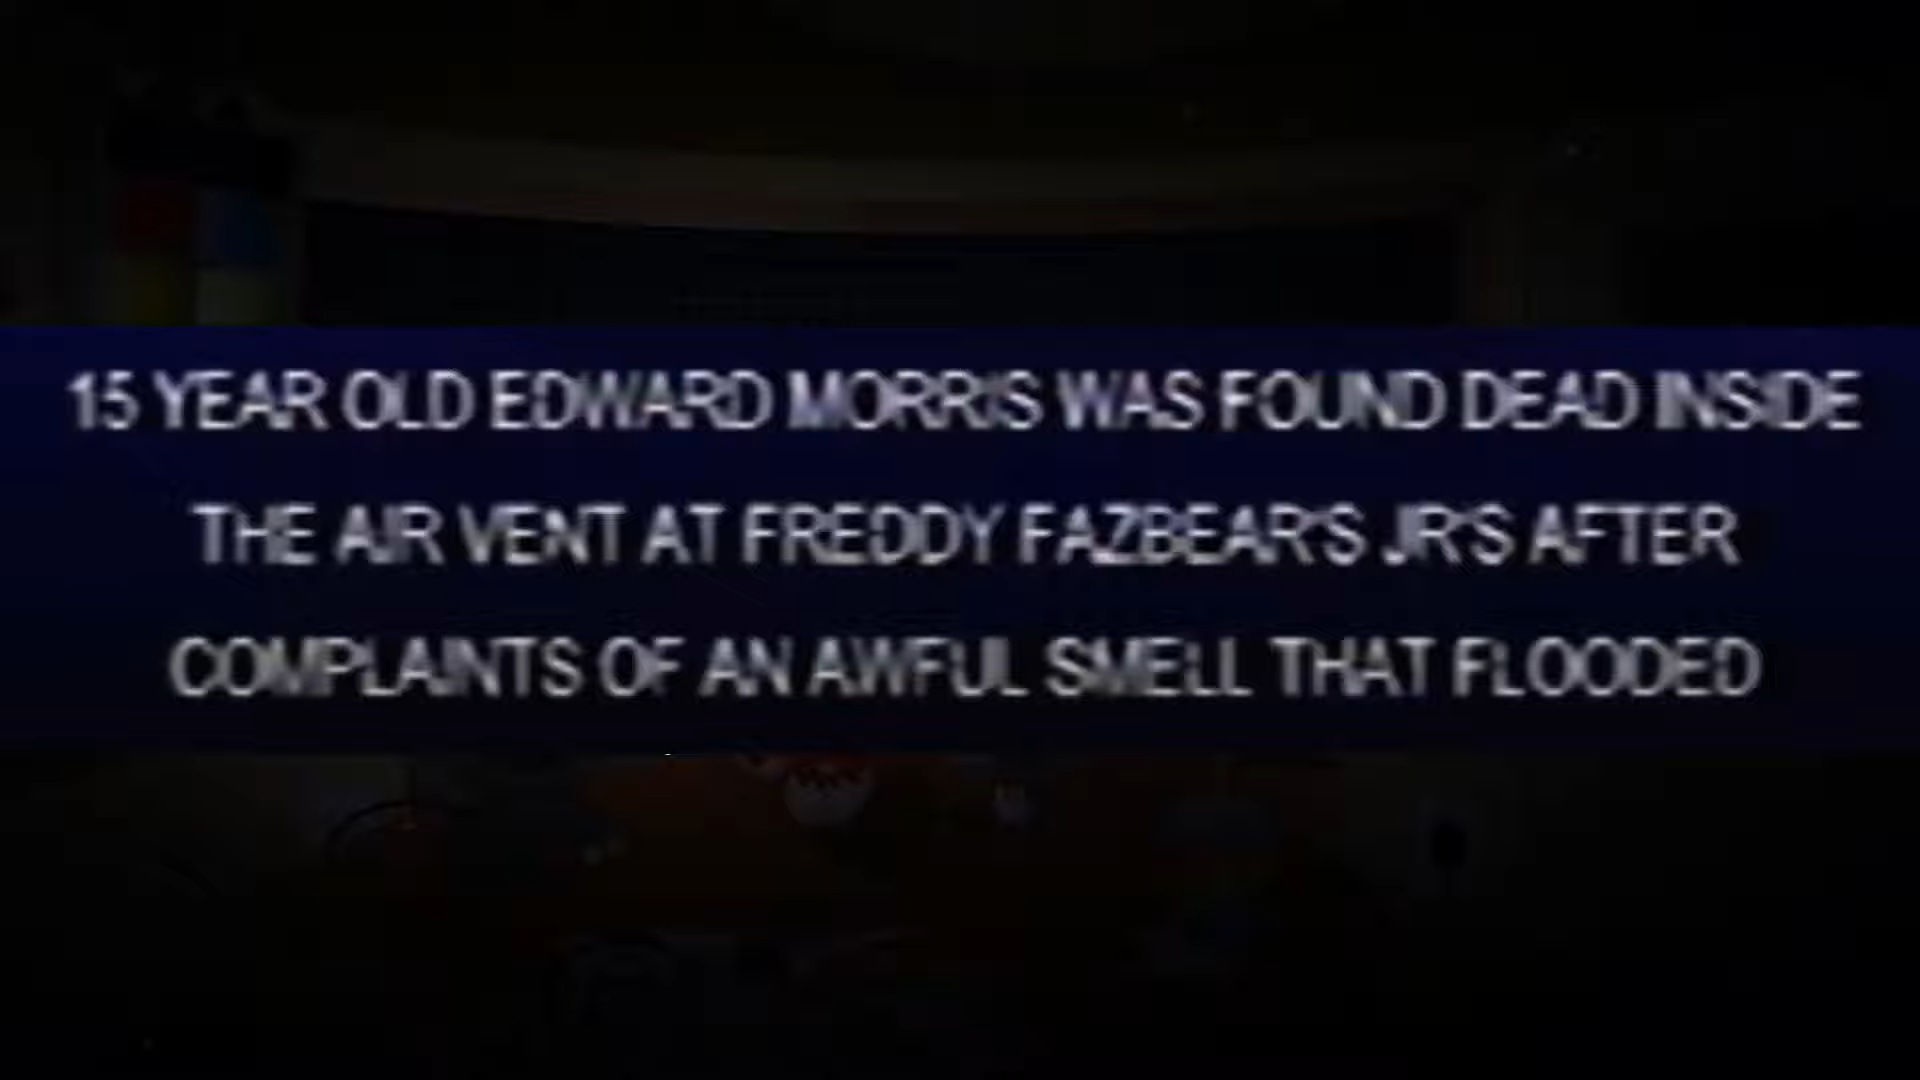 15 YEAR OLD EDWARD MORRIS WAS FOUND DEAD INSIDE
THE AIR VENT AT FREDDY FAZBEAR'S JR'S AFTER
COMPLAINTS OF AN AWFUL SMELL THAT FLOODED